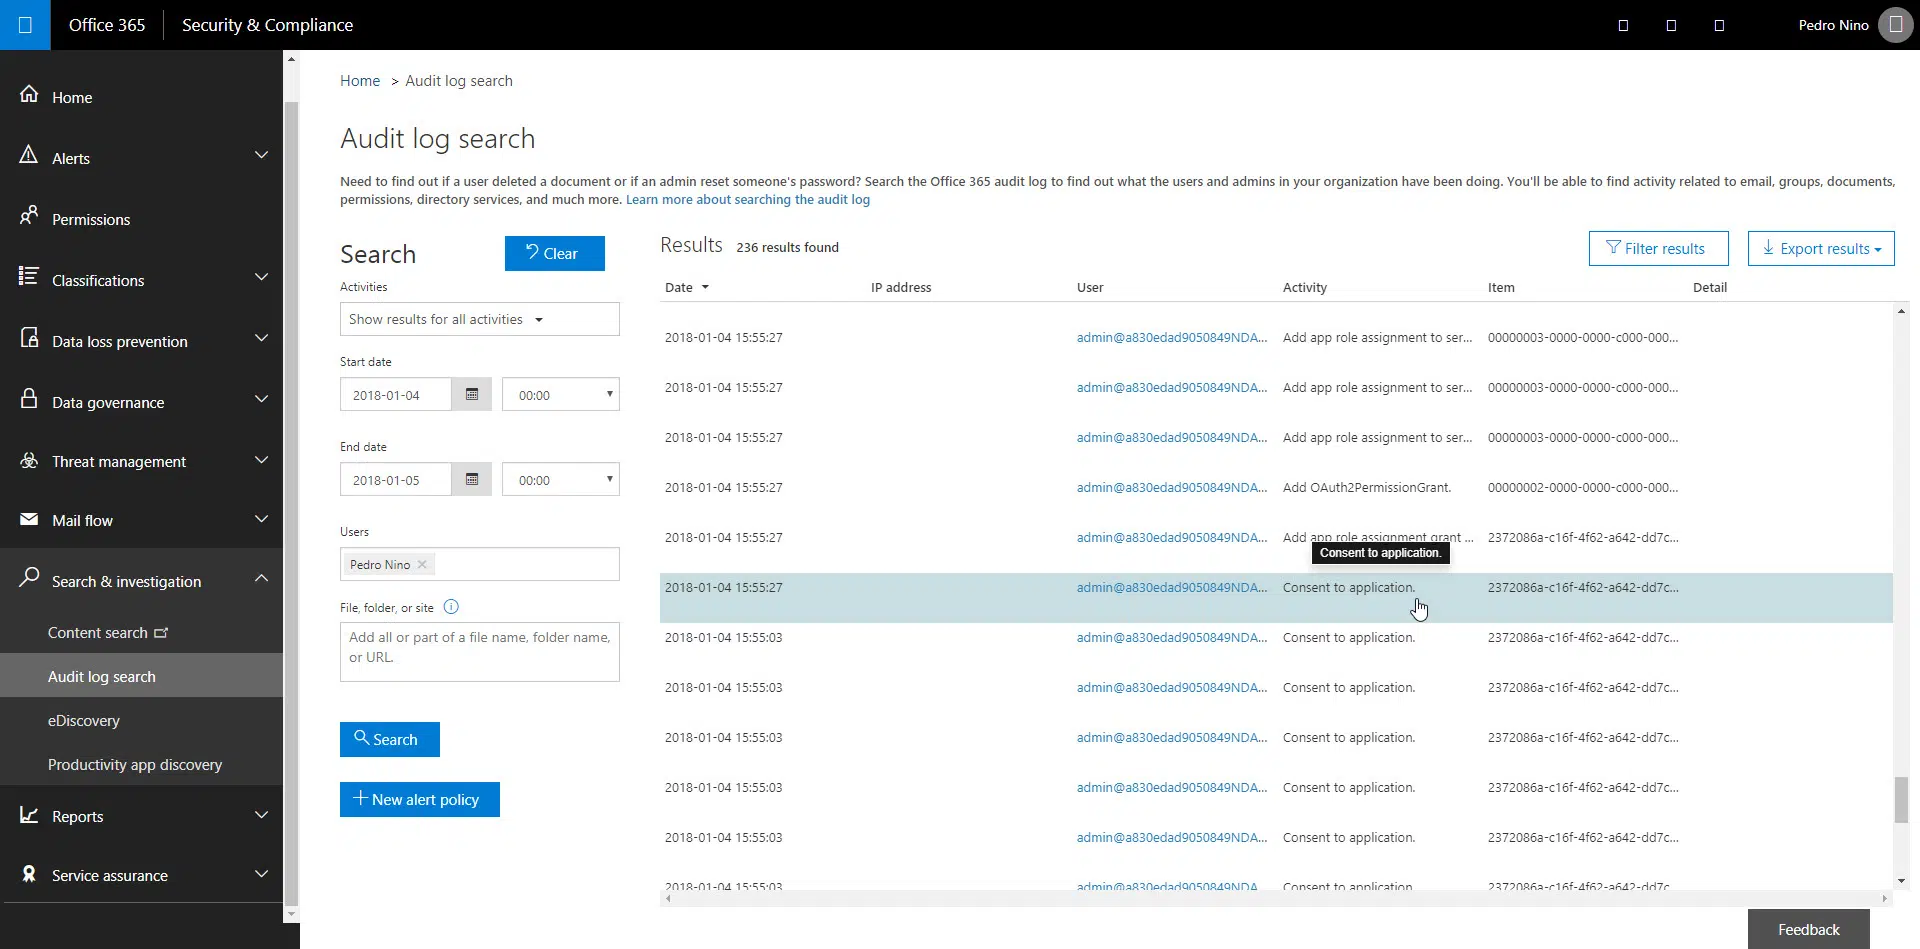 Office 365
Security & Compliance
Pedro Nino
Home
Alerts
Permissions
Classifications
Data loss prevention
Data governance
Threat management
Mail flow
Search & investigation
Content search
Audit log search
eDiscovery
Productivity app discovery
Reports
Service assurance
Home > Audit log search
Audit log search
Need to find out if a user deleted a document or if an admin reset someone's password? Search the Office 365 audit log to find out what the users and admins in your organization have been doing. You'll be able to find activity related to email, groups, documents,
permissions, directory services, and much more. Learn more about searching the audit log
Search
Clear
Activities
Show results for all activities
Start date
2018-01-04 00:00
End date
2018-01-05 00:00
Users
Pedro Nino
File, folder, or site
Add all or part of a file name, folder name,
or URL.
Search
New alert policy
Results 236 results found
Filter results
Export results
Date IP address User Activity Item Detail
2018-01-04 15:55:27 admin@a830edad9050849NDA... Add app role assignment to ser... 00000003-0000-0000-c000-000...
2018-01-04 15:55:27 admin@a830edad9050849NDA... Add app role assignment to ser... 00000003-0000-0000-c000-000...
2018-01-04 15:55:27 admin@a830edad9050849NDA... Add app role assignment to ser... 00000003-0000-0000-c000-000...
2018-01-04 15:55:27 admin@a830edad9050849NDA... Add OAuth2PermissionGrant. 00000002-0000-0000-c000-000...
2018-01-04 15:55:27 admin@a830edad9050849NDA... Add app role assignment grant ... 2372086a-c16f-4f62-a642-dd7c...
Consent to application.
2018-01-04 15:55:27 admin@a830edad9050849NDA... Consent to application. 2372086a-c16f-4f62-a642-dd7c...
2018-01-04 15:55:03 admin@a830edad9050849NDA... Consent to application. 2372086a-c16f-4f62-a642-dd7c...
2018-01-04 15:55:03 admin@a830edad9050849NDA... Consent to application. 2372086a-c16f-4f62-a642-dd7c...
2018-01-04 15:55:03 admin@a830edad9050849NDA... Consent to application. 2372086a-c16f-4f62-a642-dd7c...
2018-01-04 15:55:03 admin@a830edad9050849NDA... Consent to application. 2372086a-c16f-4f62-a642-dd7c...
2018-01-04 15:55:03 admin@a830edad9050849NDA... Consent to application. 2372086a-c16f-4f62-a642-dd7c...
2018-01-04 15:55:03 admin@a830edad9050849NDA... Consent to application. 2372086a-c16f-4f62-a642-dd7c...
Feedback